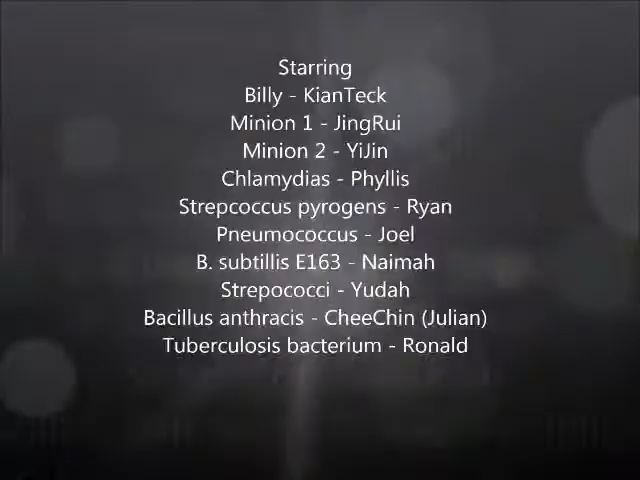 Starring
Billy - KianTeck
Minion 1 - JingRui
Minion 2 - YiJin
Chlamydias - Phyllis
Strepcoccus pyrogens - Ryan
Pneumococcus - Joel
B. subtillis E163 - Naimah
Strepococci - Yudah
Bacillus anthracis - CheeChin (Julian)
Tuberculosis bacterium - Ronald